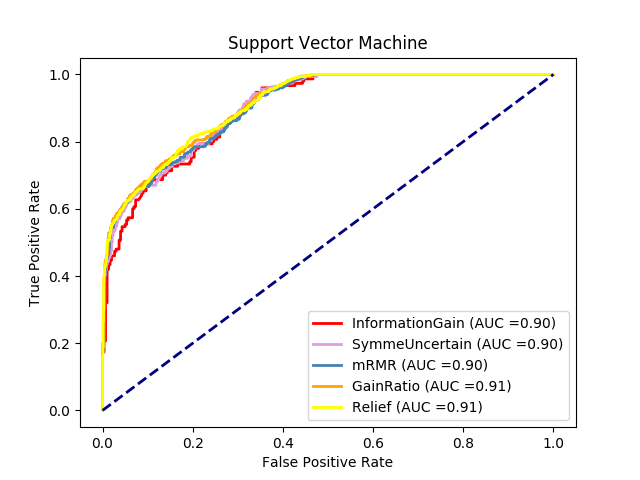 Support Vector Machine
True Positive Rate
1.0
0.8
0.6
0.4
0.2
0.0
InformationGain (AUC =0.90)
SymmeUncertain (AUC =0.90)
mRMR (AUC =0.90)
GainRatio (AUC =0.91)
Relief (AUC =0.91)
0.0 0.2 0.4 0.6 0.8 1.0
False Positive Rate